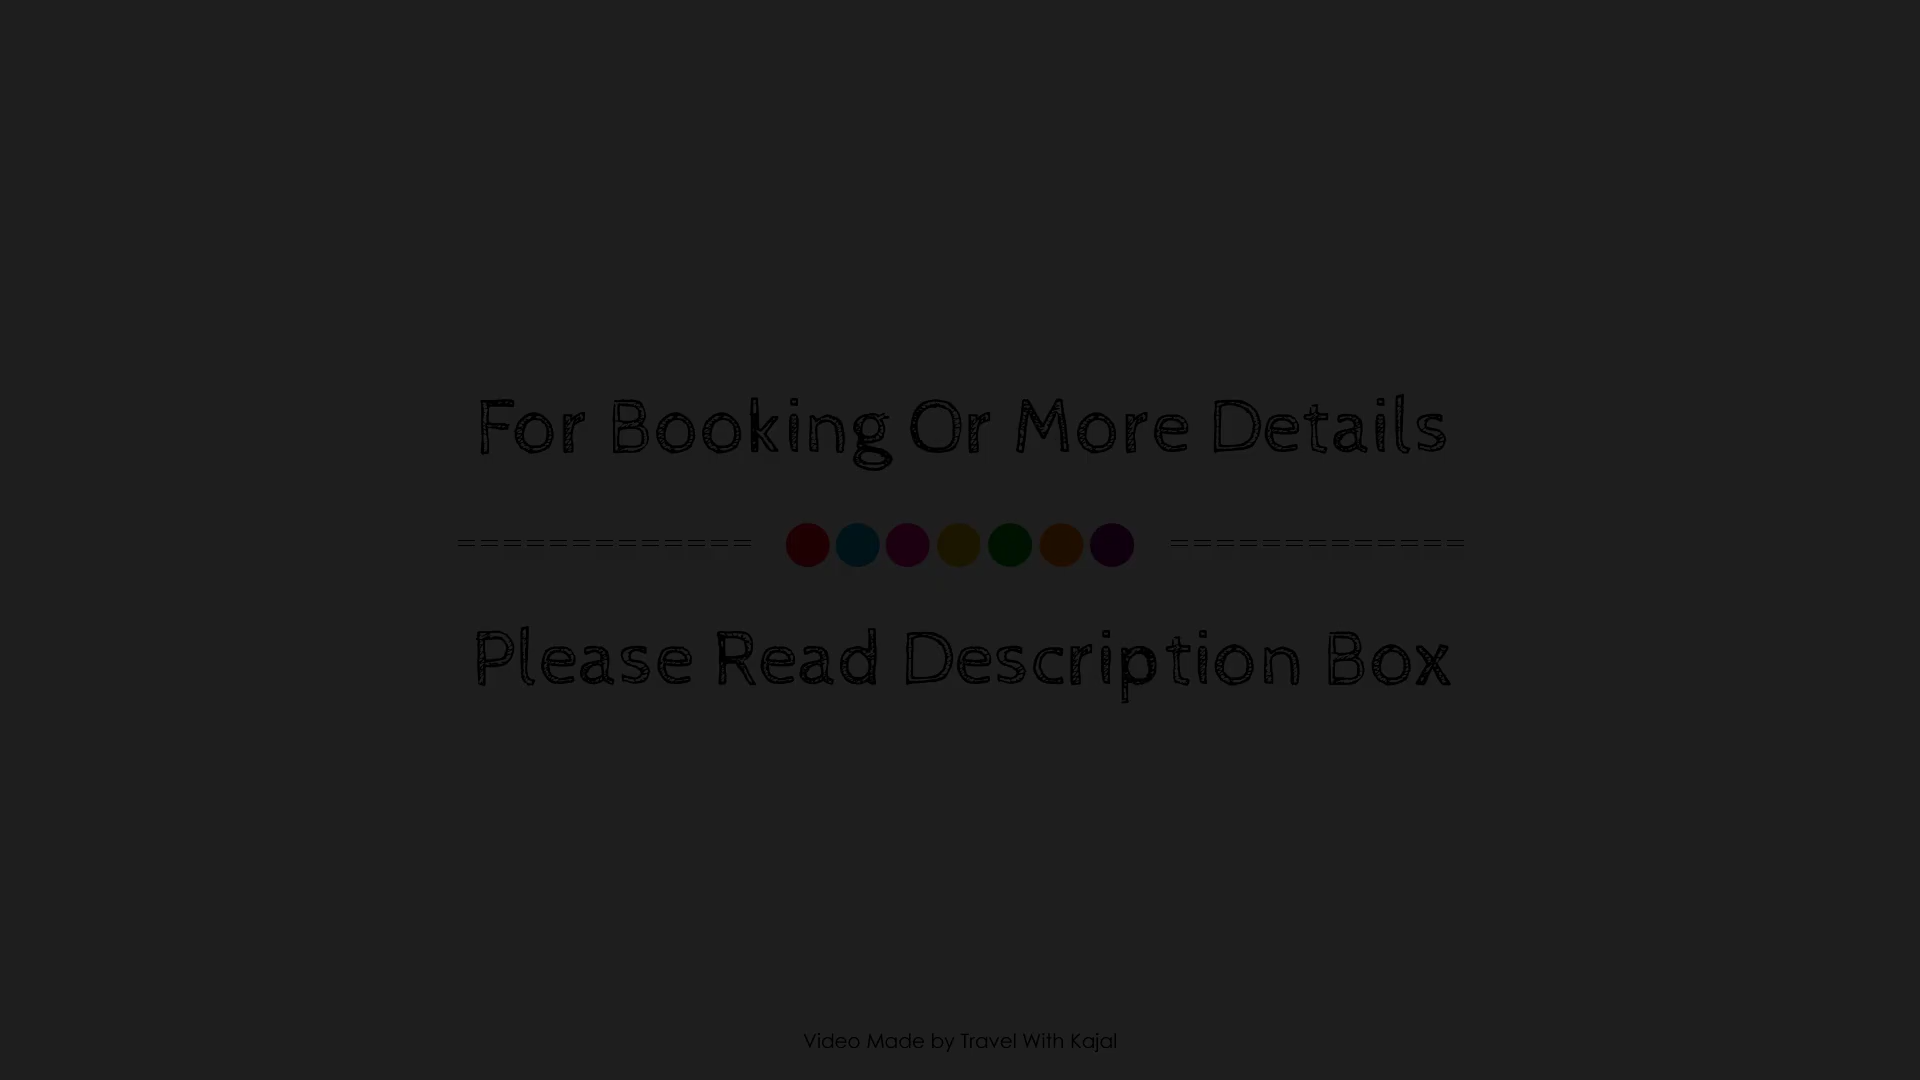 For Booking Or More Details
============= =============
Please Read Description Box
Video Made by Travel With Kajal